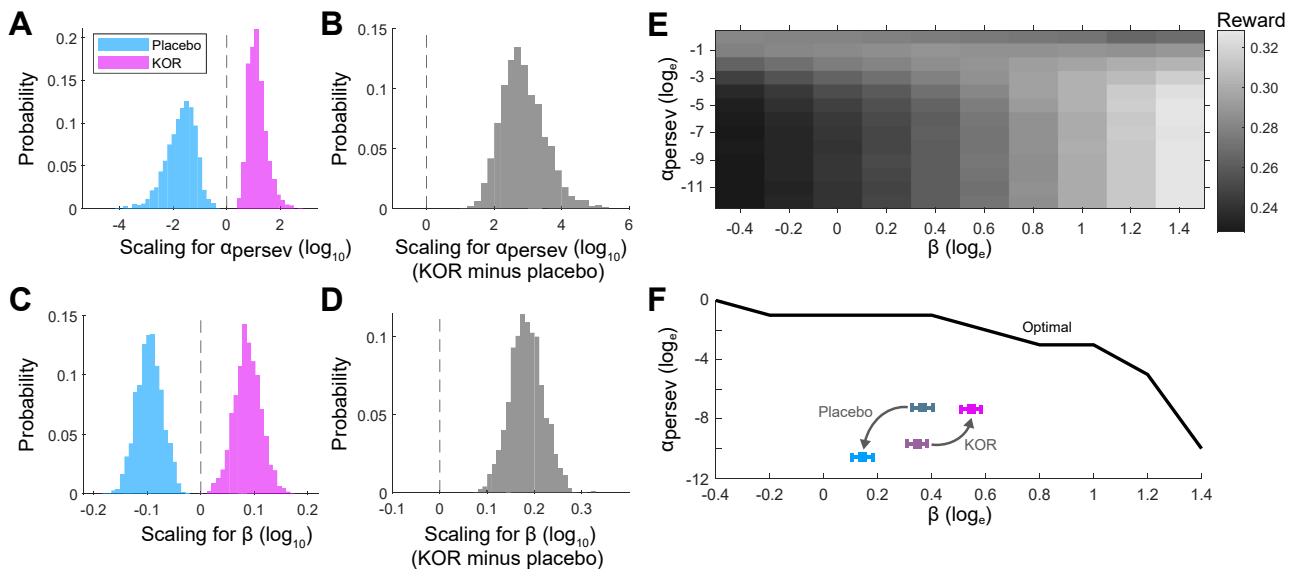 A
0.2
0.15
0.1
0.05
0
Probability
Placebo
KOR
-4
-2
0
2
Scaling for αpersev (log10)
B
0.15
0.1
0.05
0
Probability
0
2
4
6
Scaling for αpersev (log10)
(KOR minus placebo)
C
0.15
0.1
0.05
0
Probability
-0.2
-0.1
0
0.1
0.2
Scaling for β (log10)
D
0.1
0.05
0
Probability
-0.1
0
0.1
0.2
0.3
Scaling for β (log10)
(KOR minus placebo)
E
-1
-3
-5
-7
-9
-11
αpersev (loge)
-0.4
-0.2
0
0.2
0.4
0.6
0.8
1
1.2
1.4
β (loge)
Reward
0.32
0.3
0.28
0.26
0.24
F
0
-4
-8
-12
αpersev (loge)
Optimal
Placebo
KOR
-0.4
-0.2
0
0.2
0.4
0.6
0.8
1
1.2
1.4
β (loge)